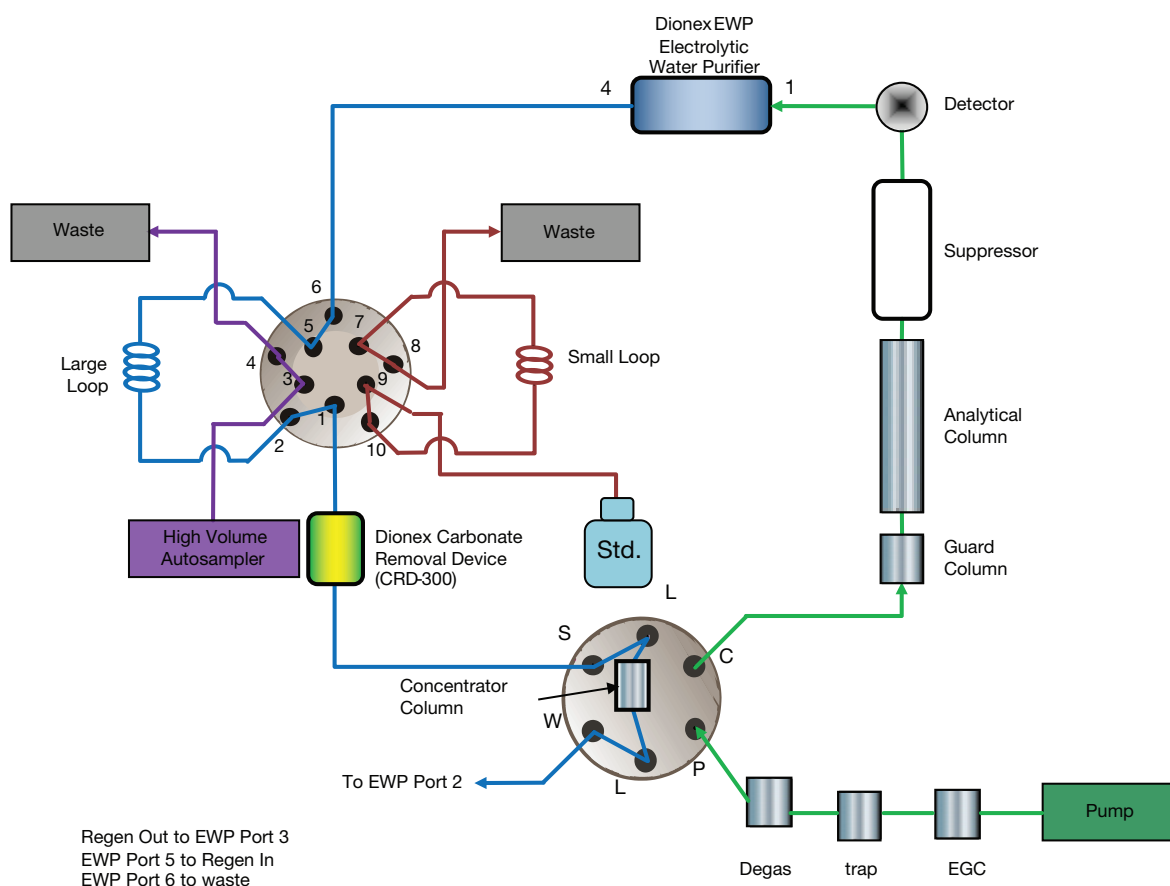 Dionex EWP
Electrolytic
Water Purifier
4
1
Detector
Waste
Waste
Suppressor
6
5
7
8
4
Large
Loop
Small Loop
3
9
1
2
10
Analytical
Column
High Volume
Autosampler
Dionex Carbonate
Removal Device
(CRD-300)
Std.
Guard
Column
L
S
C
Concentrator
Column
W
P
L
To EWP Port 2
Pump
Degas
trap
EGC
Regen Out to EWP Port 3
EWP Port 5 to Regen In
EWP Port 6 to waste